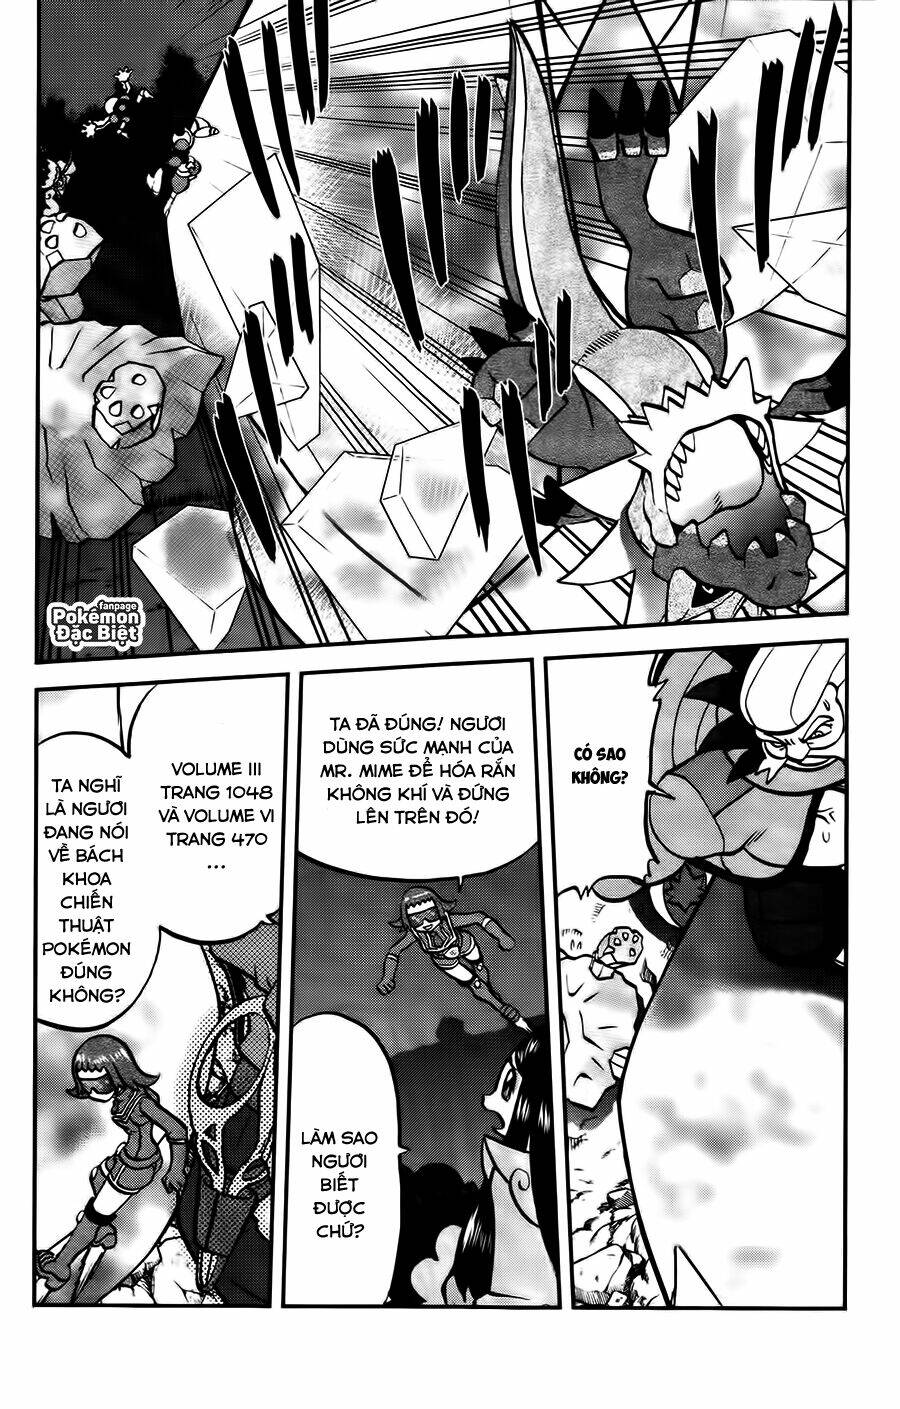 fanpage
Pokémon
Đặc Biệt
CÓ SAO
KHÔNG?
TA ĐÃ ĐÚNG! NGƯƠI
DÙNG SỨC MẠNH CỦA
MR. MIME ĐỂ HÓA RẮN
KHÔNG KHÍ VÀ ĐỨNG
LÊN TRÊN ĐÓ!
LÀM SAO
NGƯƠI
BIẾT
ĐƯỢC
CHỨ?
VOLUME III
TRANG 1048
VÀ VOLUME VI
TRANG 470
...
TA NGHĨ
LÀ NGƯƠI
ĐANG NÓI
VỀ BÁCH
KHOA
CHIẾN
THUẬT
POKÉMON
ĐÚNG
KHÔNG?